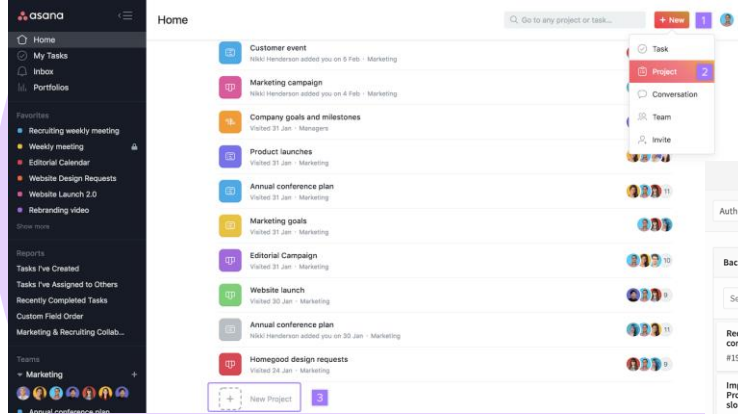 asana
Home
My Tasks
Inbox
Portfolios
Favorites
Recruiting weekly meeting
Weekly meeting
Editorial Calendar
Website Design Requests
Website Launch 2.0
Rebranding video
Show more
Reports
Tasks I've Created
Tasks I've Assigned to Others
Recently Completed Tasks
Custom Field Order
Marketing & Recruiting Collab...
Teams
Marketing +
Annual conference plan
Home
Go to any project or task...
+ New 1
Task
Project 2
Conversation
Team
Invite
Customer event
Nikki Henderson added you on 5 Feb · Marketing
Marketing campaign
Nikki Henderson added you on 4 Feb · Marketing
Company goals and milestones
Visited 31 Jan · Managers
Product launches
Visited 31 Jan · Marketing
Annual conference plan
Visited 31 Jan · Marketing
11
Marketing goals
Visited 31 Jan · Marketing
Editorial Campaign
Visited 31 Jan · Marketing
10
Website launch
Visited 30 Jan · Marketing
9
Annual conference plan
Nikki Henderson added you on 30 Jan · Marketing
11
Homegood design requests
Visited 24 Jan · Marketing
9
+ New Project 3
Auth
Bac
Se
Rec
con
#19
Imp
Pro
slo